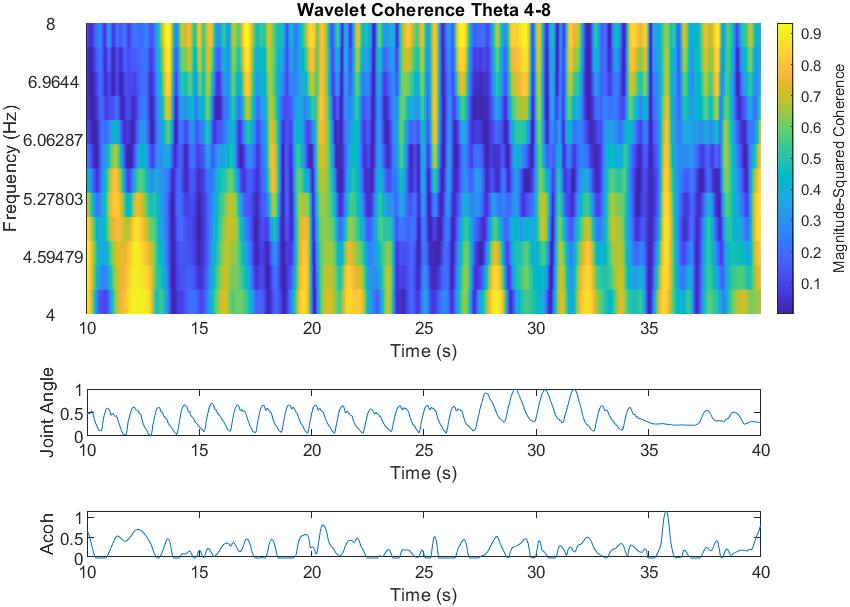 Wavelet Coherence Theta 4-8
8
6.9644
6.06287
5.27803
4.59479
4
Frequency (Hz)
10 15 20 25 30 35
Time (s)
0.9
0.8
0.7
0.6
0.5
0.4
0.3
0.2
0.1
Magnitude-Squared Coherence
1
0.5
0
Joint Angle
10 15 20 25 30 35 40
Time (s)
1
0.5
0
Acoh
10 15 20 25 30 35 40
Time (s)